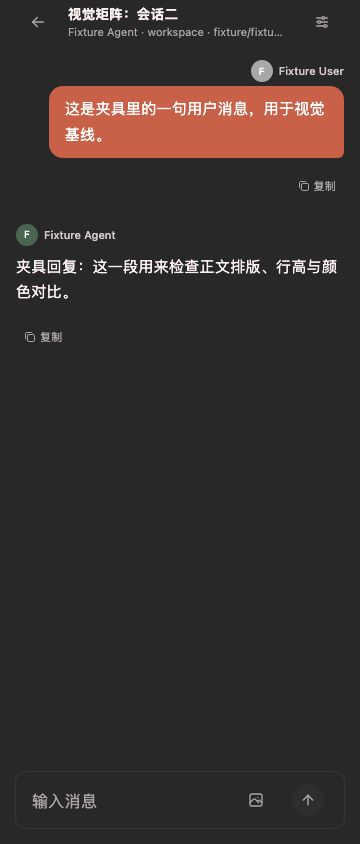 视觉矩阵：会话二
Fixture Agent · workspace · fixture/fixtu...
F Fixture User
这是夹具里的一句用户消息，用于视觉
基线。
复制
F Fixture Agent
夹具回复：这一段用来检查正文排版、行高与颜
色对比。
复制
输入消息